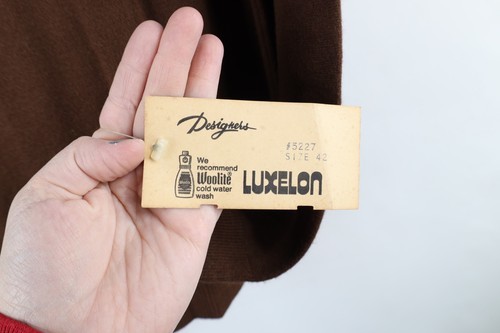 Designers
#5227
SIZE 42
We
recommend
Woolite®
cold water
wash
LUXELON